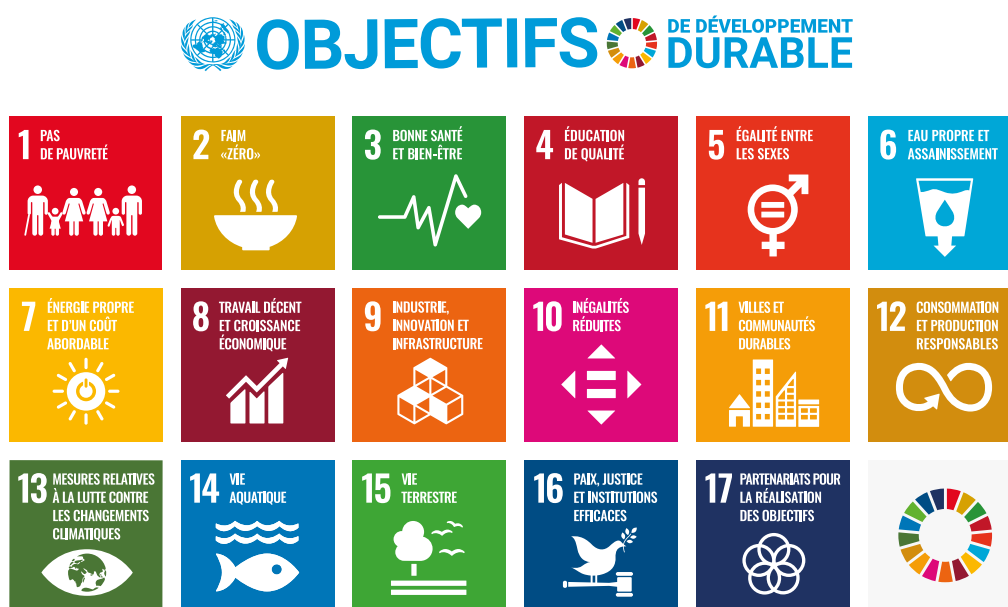 OBJECTIFS
DE DÉVELOPPEMENT
DURABLE
1 PAS
DE PAUVRETÉ
2 FAIM
«ZÉRO»
3 BONNE SANTÉ
ET BIEN-ÊTRE
4 ÉDUCATION
DE QUALITÉ
5 ÉGALITÉ ENTRE
LES SEXES
6 EAU PROPRE ET
ASSAINISSEMENT
7 ÉNERGIE PROPRE
ET D'UN COÛT
ABORDABLE
8 TRAVAIL DÉCENT
ET CROISSANCE
ÉCONOMIQUE
9 INDUSTRIE,
INNOVATION ET
INFRASTRUCTURE
10 INÉGALITÉS
RÉDUITES
11 VILLES ET
COMMUNAUTÉS
DURABLES
12 CONSOMMATION
ET PRODUCTION
RESPONSABLES
13 MESURES RELATIVES
À LA LUTTE CONTRE
LES CHANGEMENTS
CLIMATIQUES
14 VIE
AQUATIQUE
15 VIE
TERRESTRE
16 PAIX, JUSTICE
ET INSTITUTIONS
EFFICACES
17 PARTENARIATS POUR
LA RÉALISATION
DES OBJECTIFS